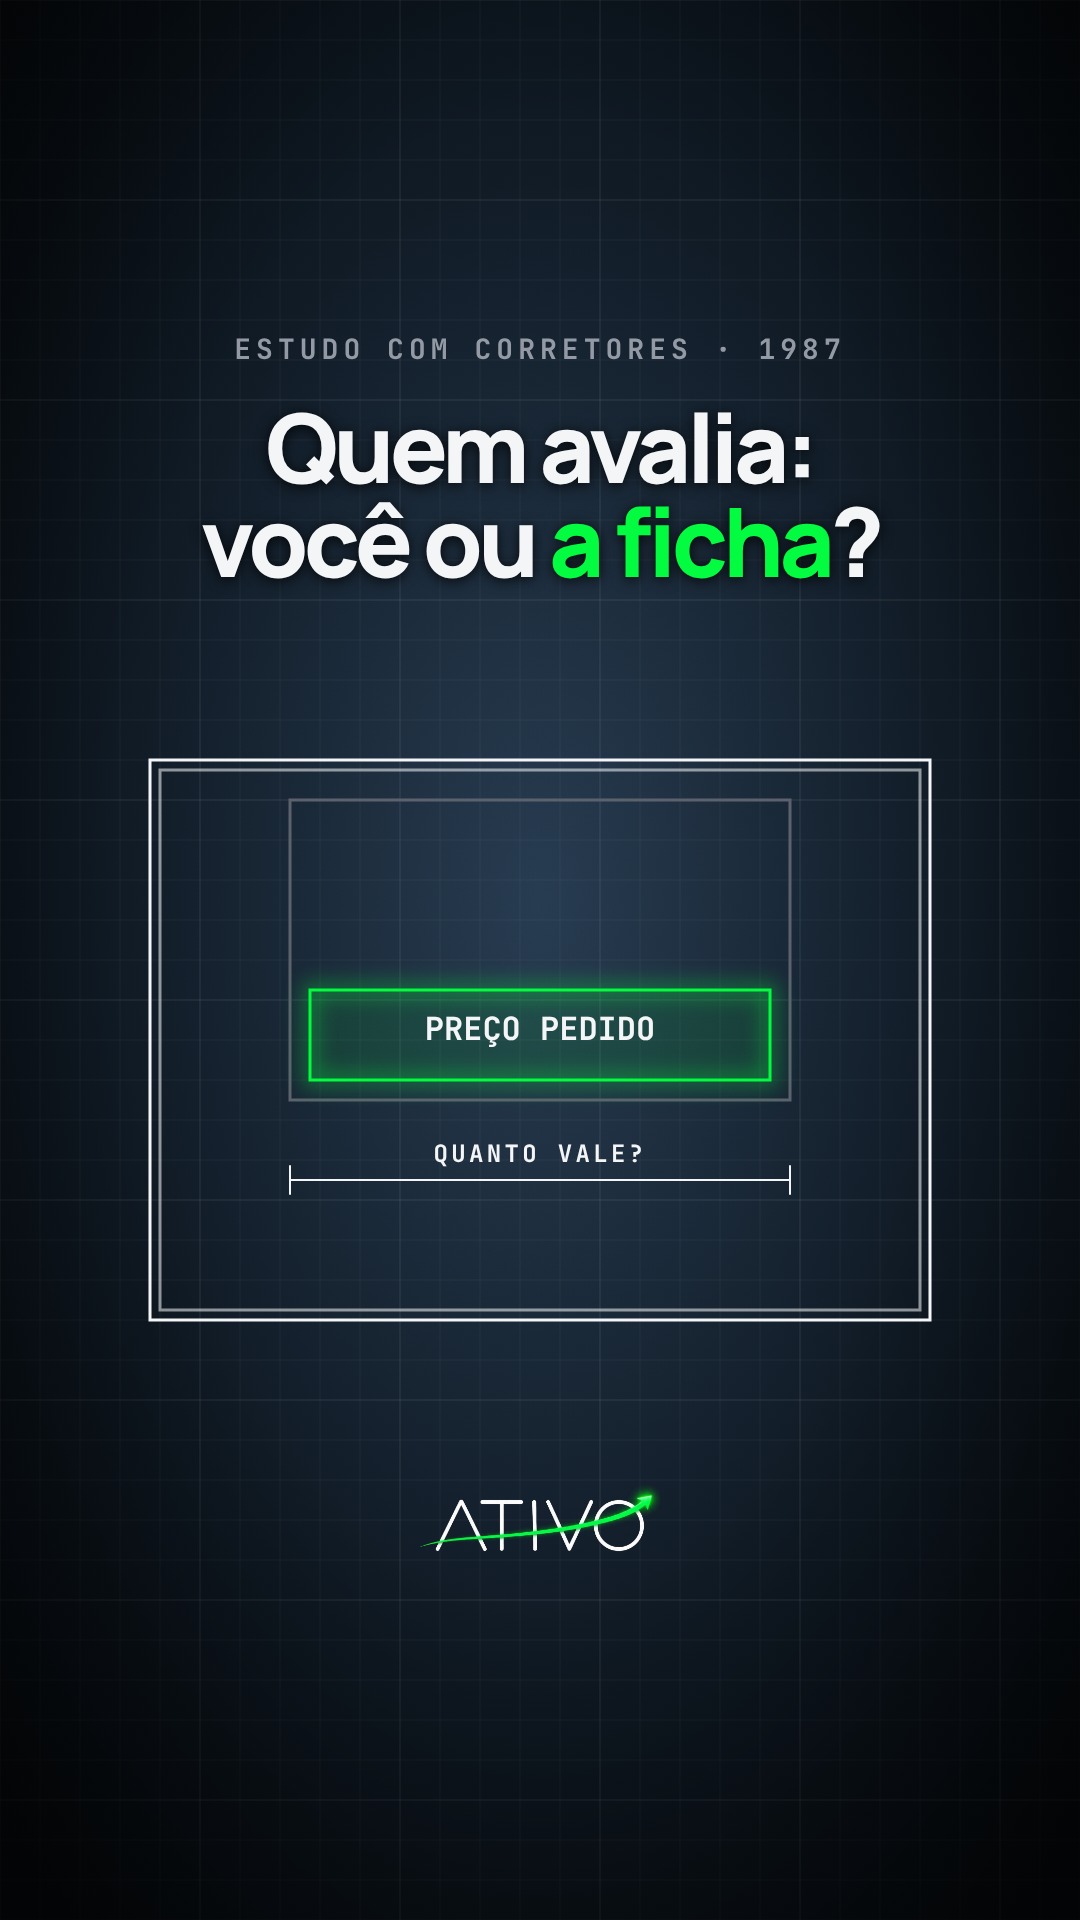 ESTUDO COM CORRETORES · 1987
Quem avalia:
você ou a ficha?
PREÇO PEDIDO
QUANTO VALE?
ATIVO